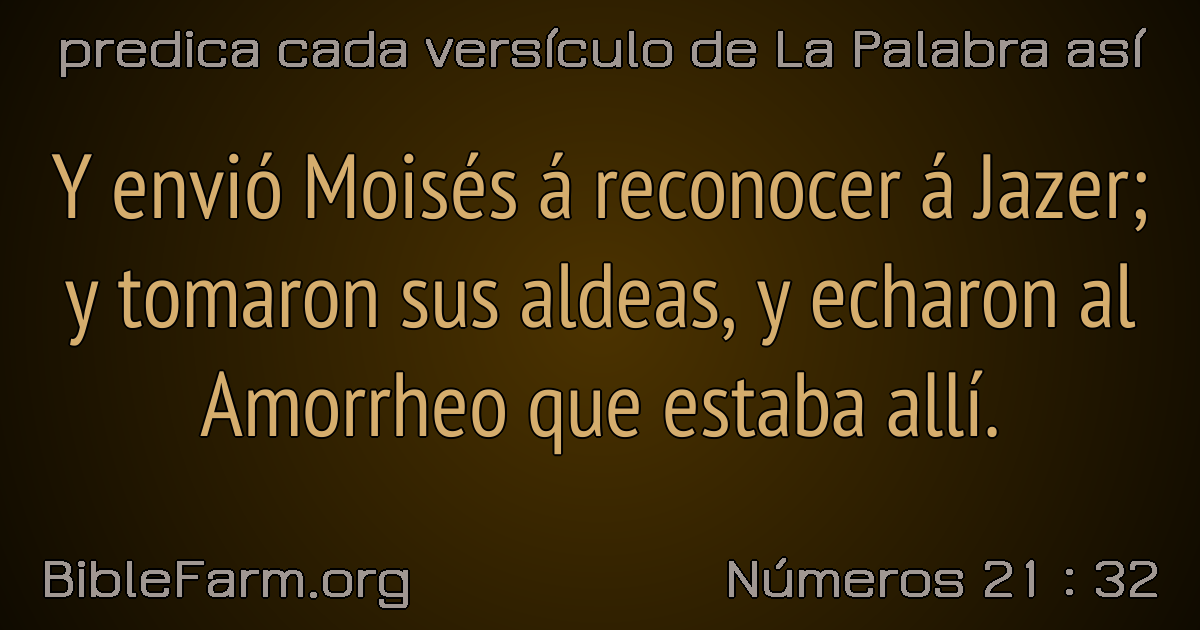 predica cada versículo de La Palabra así
Y envió Moisés á reconocer á Jazer;
y tomaron sus aldeas, y echaron al
Amorrheo que estaba allí.
BibleFarm.org
Números 21 : 32